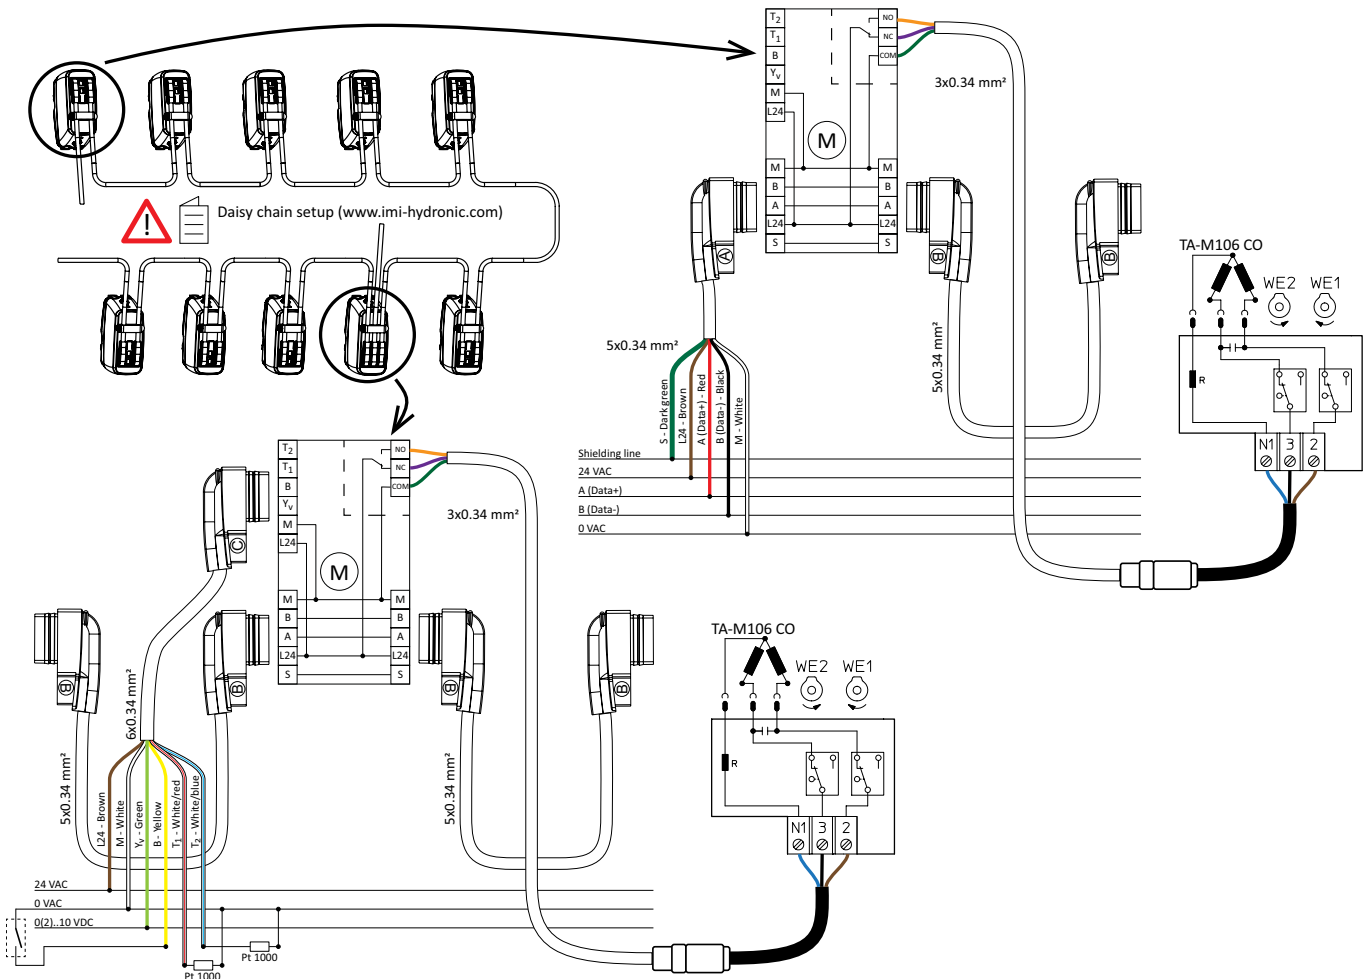 T2
T1
B
Yv
M
L24
NO
NC
COM
3x0.34 mm²
M
M
B
A
L24
S
M
B
A
L24
S
Daisy chain setup (www.imi-hydronic.com)
!
A
B
B
TA-M106 CO
WE2
WE1
R
N1
3
2
5x0.34 mm²
5x0.34 mm²
S - Dark green
L24 - Brown
A (Data+) - Red
B (Data-) - Black
M - White
Shielding line
24 VAC
A (Data+)
B (Data-)
0 VAC
T2
T1
B
Yv
M
L24
NO
NC
COM
3x0.34 mm²
M
M
B
A
L24
S
M
B
A
L24
S
C
B
B
B
B
TA-M106 CO
WE2
WE1
R
N1
3
2
6x0.34 mm²
5x0.34 mm²
5x0.34 mm²
L24 - Brown
M - White
Yv - Green
B - Yellow
T1 - White/red
T2 - White/blue
24 VAC
0 VAC
0(2)..10 VDC
Pt 1000
Pt 1000